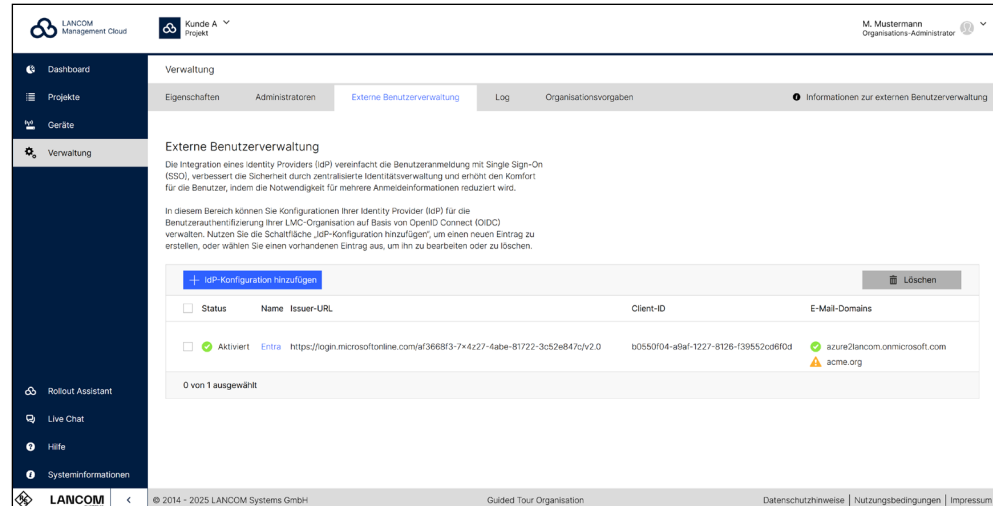 LANCOM
Management Cloud
Kunde A
Projekt
M. Mustermann
Organisations-Administrator
Dashboard
Projekte
Geräte
Verwaltung
Verwaltung
Eigenschaften Administratoren Externe Benutzerverwaltung Log Organisationsvorgaben Informationen zur externen Benutzerverwaltung
Externe Benutzerverwaltung
Die Integration eines Identity Providers (IdP) vereinfacht die Benutzeranmeldung mit Single Sign-On
(SSO), verbessert die Sicherheit durch zentralisierte Identitätsverwaltung und erhöht den Komfort
für die Benutzer, indem die Notwendigkeit für mehrere Anmeldeinformationen reduziert wird.
In diesem Bereich können Sie Konfigurationen Ihrer Identity Provider (IdP) für die
Benutzerauthentifizierung Ihrer LMC-Organisation auf Basis von OpenID Connect (OIDC)
verwalten. Nutzen Sie die Schaltfläche „IdP-Konfiguration hinzufügen“, um einen neuen Eintrag zu
erstellen, oder wählen Sie einen vorhandenen Eintrag aus, um ihn zu bearbeiten oder zu löschen.
IdP-Konfiguration hinzufügen Löschen
Status Name Issuer-URL Client-ID E-Mail-Domains
Aktiviert Entra https://login.microsoftonline.com/af3668f3-7×4z27-4abe-81722-3c52e847c/v2.0 b0550f04-a9af-1227-8126-f39552cd6f0d azure2lancom.onmicrosoft.com
acme.org
0 von 1 ausgewählt
Rollout Assistant
Live Chat
Hilfe
Systeminformationen
LANCOM
© 2014 - 2025 LANCOM Systems GmbH Guided Tour Organisation Datenschutzhinweise | Nutzungsbedingungen | Impressum